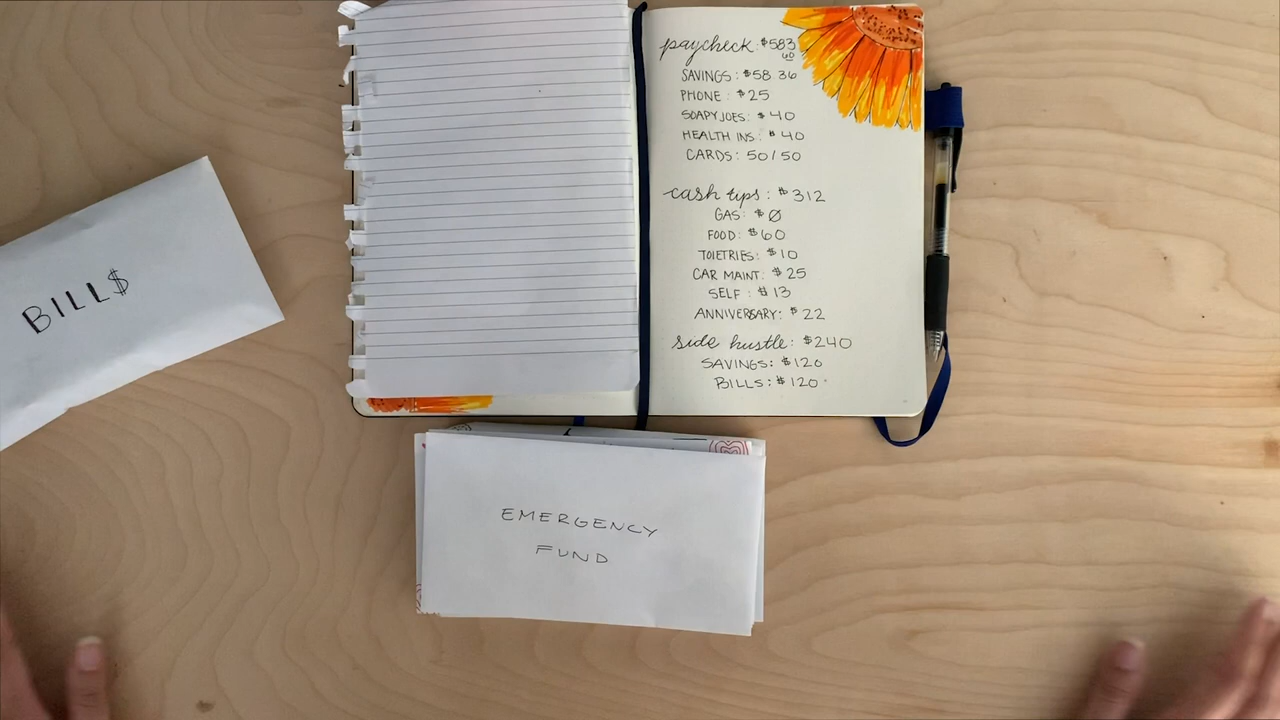 paycheck: $583 60
SAVINGS: $58.36
PHONE: $25
SOAPY JOES: $40
HEALTH INS: $40
CARDS: 50/50
cash tips: $312
GAS: $0
FOOD: $60
TOIETRIES: $10
CAR MAINT: $25
SELF: $13
ANNIVERSARY: $22
side hustle: $240
SAVINGS: $120
BILLS: $120
BILL$
EMERGENCY
FUND